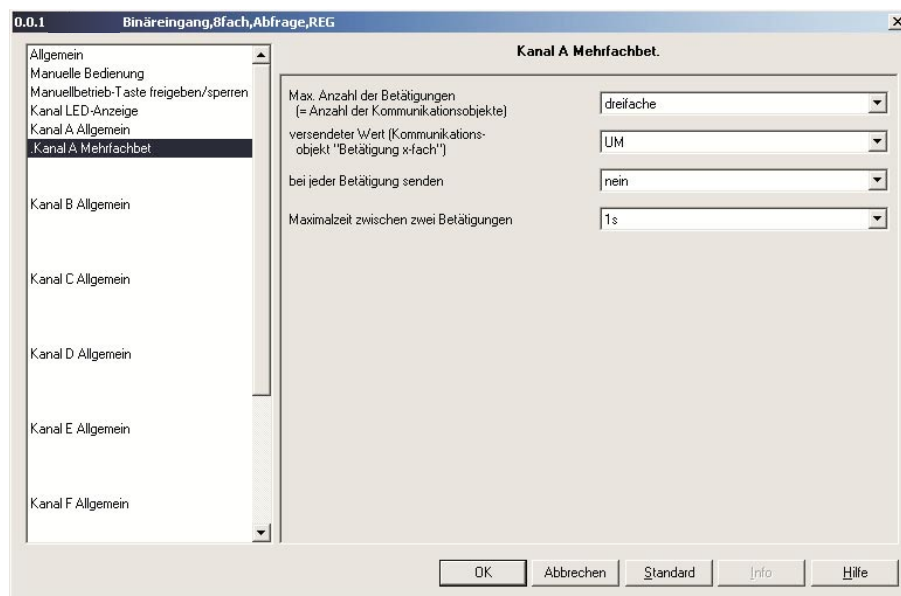 0.0.1 Binäreingang,8fach,Abfrage,REG
Allgemein
Manuelle Bedienung
Manuellbetrieb-Taste freigeben/sperren
Kanal LED-Anzeige
Kanal A Allgemein
.Kanal A Mehrfachbet
Kanal B Allgemein
Kanal C Allgemein
Kanal D Allgemein
Kanal E Allgemein
Kanal F Allgemein
Kanal A Mehrfachbet.
Max. Anzahl der Betätigungen
(= Anzahl der Kommunikationsobjekte)
dreifache
versendeter Wert (Kommunikations-
objekt "Betätigung x-fach")
UM
bei jeder Betätigung senden
nein
Maximalzeit zwischen zwei Betätigungen
1s
OK
Abbrechen
Standard
Info
Hilfe